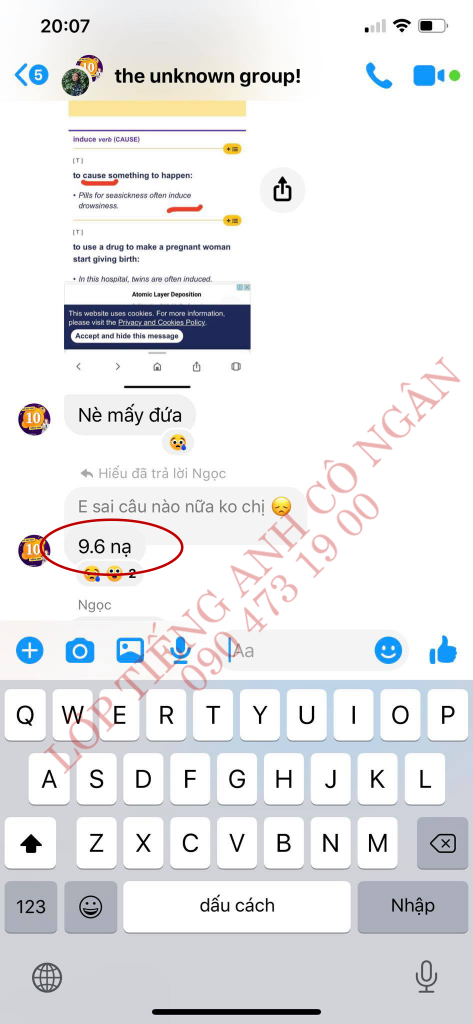 20:07
5
10
the unknown group!
induce verb (CAUSE)
+
[ T ]
to cause something to happen:
• Pills for seasickness often induce
drowsiness.
+
[ T ]
to use a drug to make a pregnant woman
start giving birth:
• In this hospital, twins are often induced.
Atomic Layer Deposition
This website uses cookies. For more information,
please visit the Privacy and Cookies Policy.
Accept and hide this message
10
Nè mấy đứa
Hiếu đã trả lời Ngọc
E sai câu nào nữa ko chị 😞
10
9.6 nạ
😢 😮 2
Ngọc
Aa
Q W E R T Y U I O P
A S D F G H J K L
Z X C V B N M
123
dấu cách
Nhập
LỚP TIẾNG ANH CÔ NGÂN
090 473 19 00